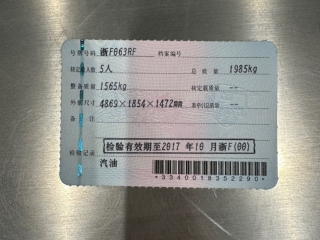 号牌号码 浙F063RF 档案编号
核定载人数 5人 总质量 1985kg
整备质量 1565kg 核定载质量 --
外廓尺寸 4869×1854×1472mm 准牵引总质量 --
备注
检验有效期至2017 年10 月浙F(00)
检验记录
汽油
*3340018352290*